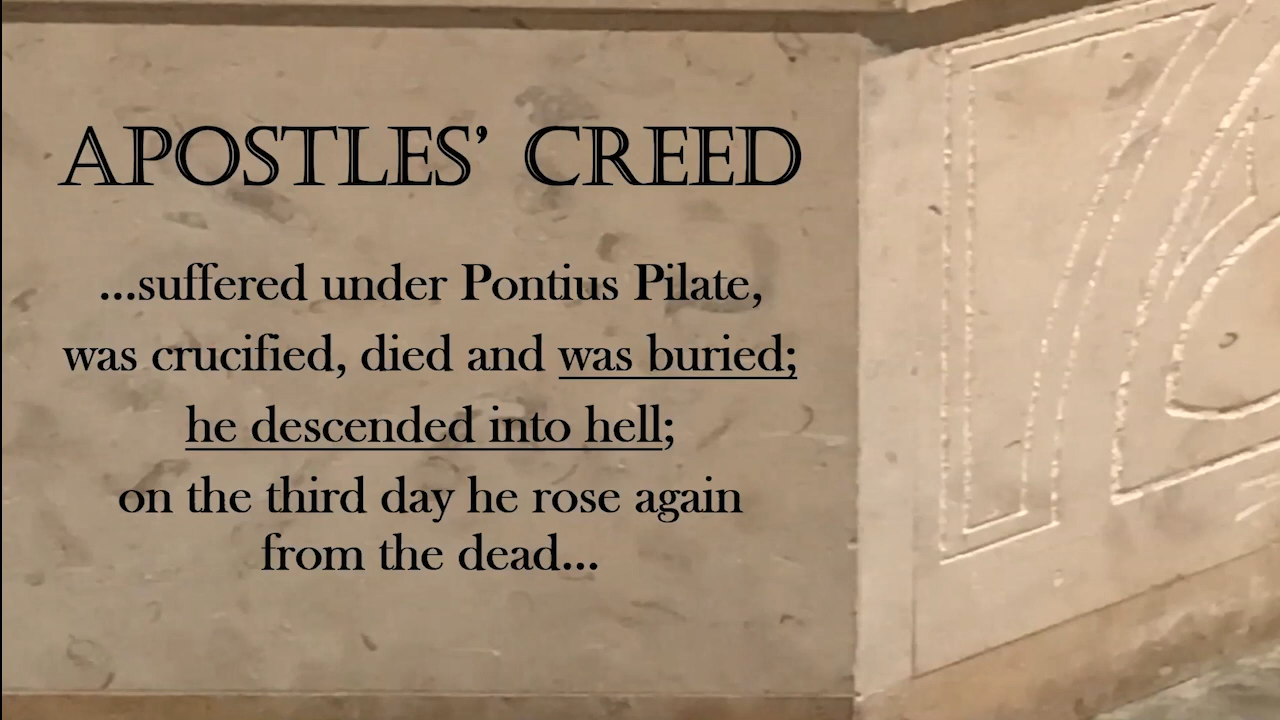 APOSTLES’ CREED
...suffered under Pontius Pilate,
was crucified, died and was buried;
he descended into hell;
on the third day he rose again
from the dead...